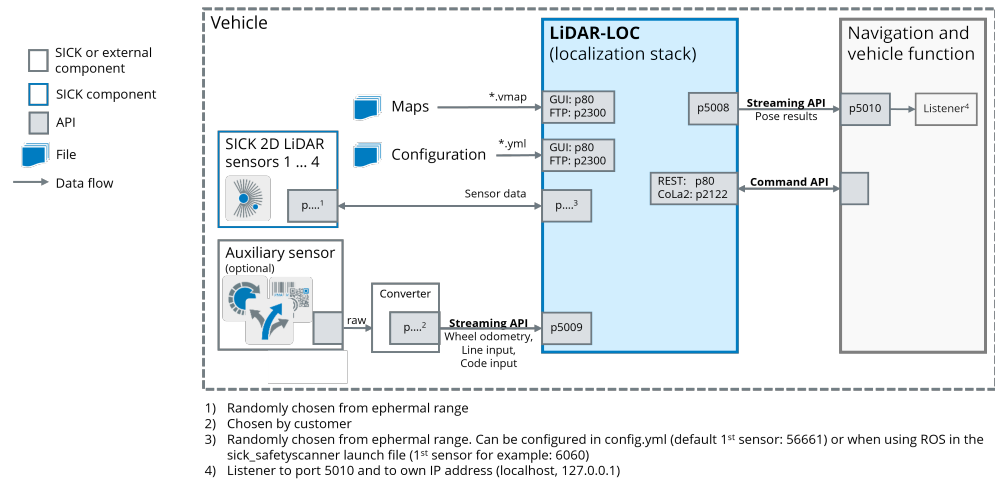 Vehicle
SICK or external
component
SICK component
API
File
Data flow
LiDAR-LOC
(localization stack)
Navigation and
vehicle function
Maps
*.vmap
GUI: p80
FTP: p2300
p5008
Streaming API
Pose results
p5010
Listener⁴
SICK 2D LiDAR
sensors 1 ... 4
p....¹
Configuration
*.yml
GUI: p80
FTP: p2300
Sensor data
p....³
REST: p80
CoLa2: p2122
Command API
Auxiliary sensor
(optional)
raw
Converter
p....²
Streaming API
Wheel odometry,
Line input,
Code input
p5009
1) Randomly chosen from ephermal range
2) Chosen by customer
3) Randomly chosen from ephermal range. Can be configured in config.yml (default 1ˢᵗ sensor: 56661) or when using ROS in the
sick_safetyscanner launch file (1ˢᵗ sensor for example: 6060)
4) Listener to port 5010 and to own IP address (localhost, 127.0.0.1)